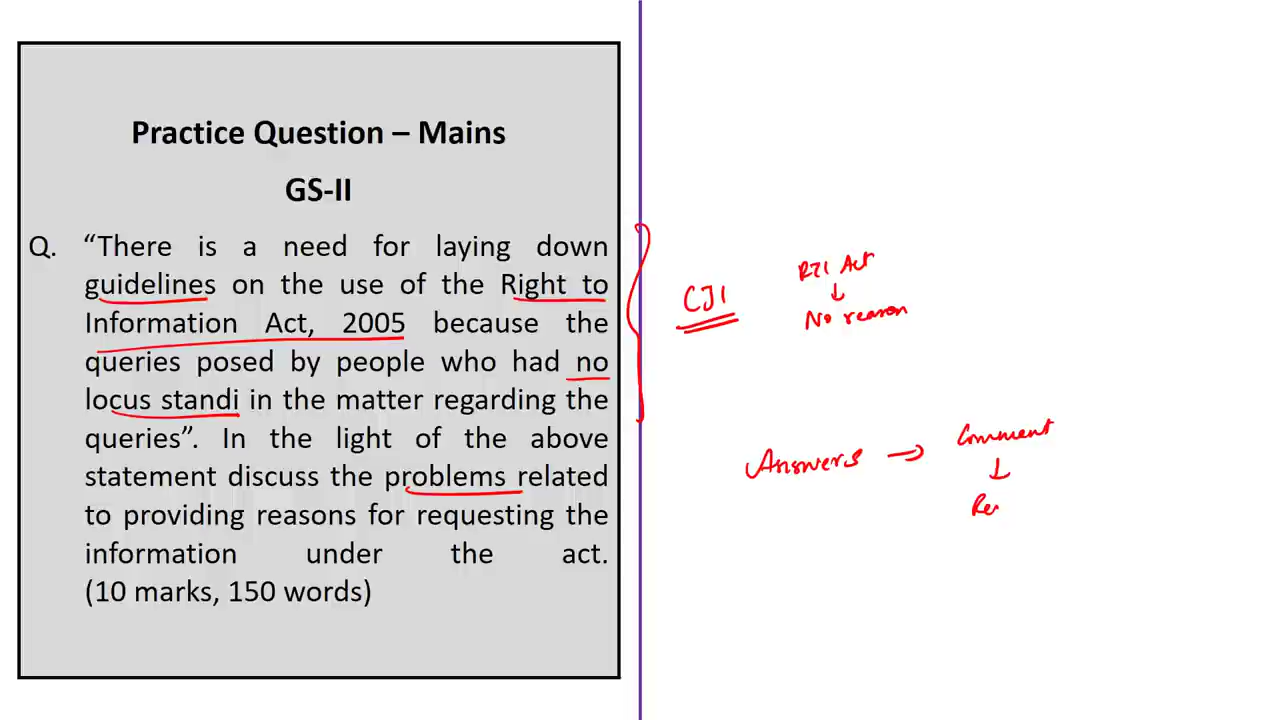 Practice Question – Mains
GS-II
Q. “There is a need for laying down
guidelines on the use of the Right to
Information Act, 2005 because the
queries posed by people who had no
locus standi in the matter regarding the
queries”. In the light of the above
statement discuss the problems related
to providing reasons for requesting the
information under the act.
(10 marks, 150 words)
RTI Act
CJI
No reason
Comment
Answers →
Re